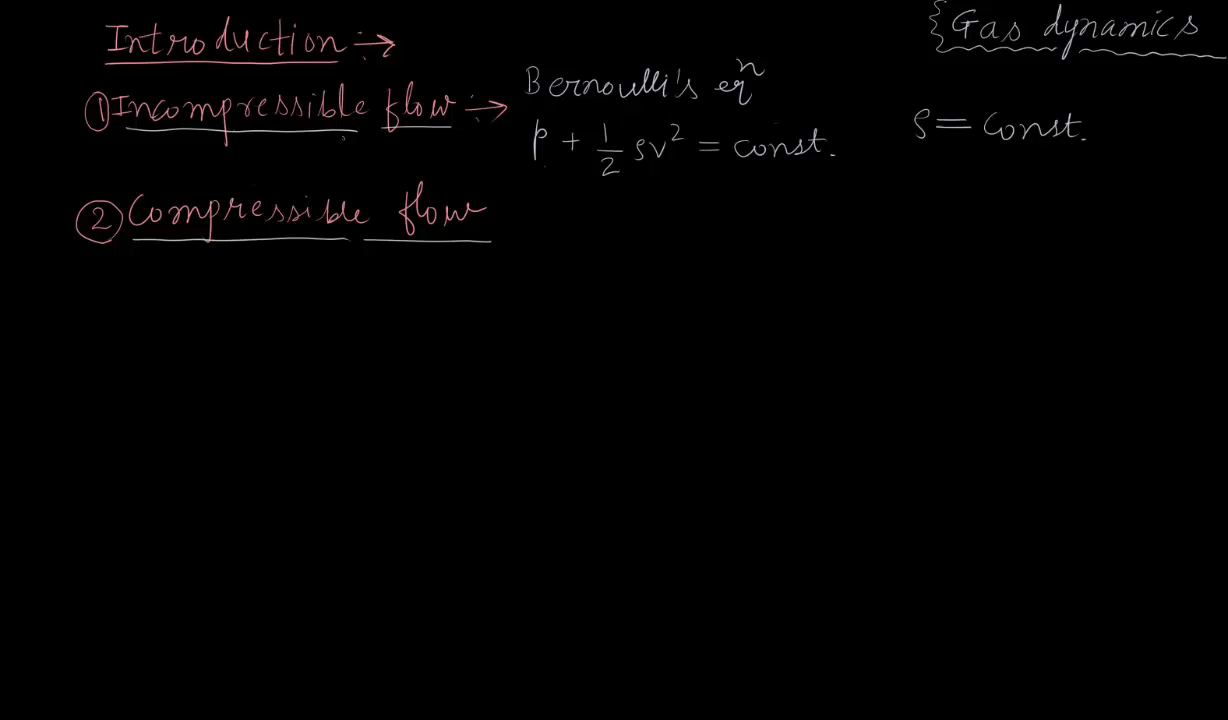 Introduction :→
{Gas dynamics
① Incompressible flow :→ Bernoulli's eqⁿ
p + 1/2 ρv² = const.
ρ = const.
② Compressible flow